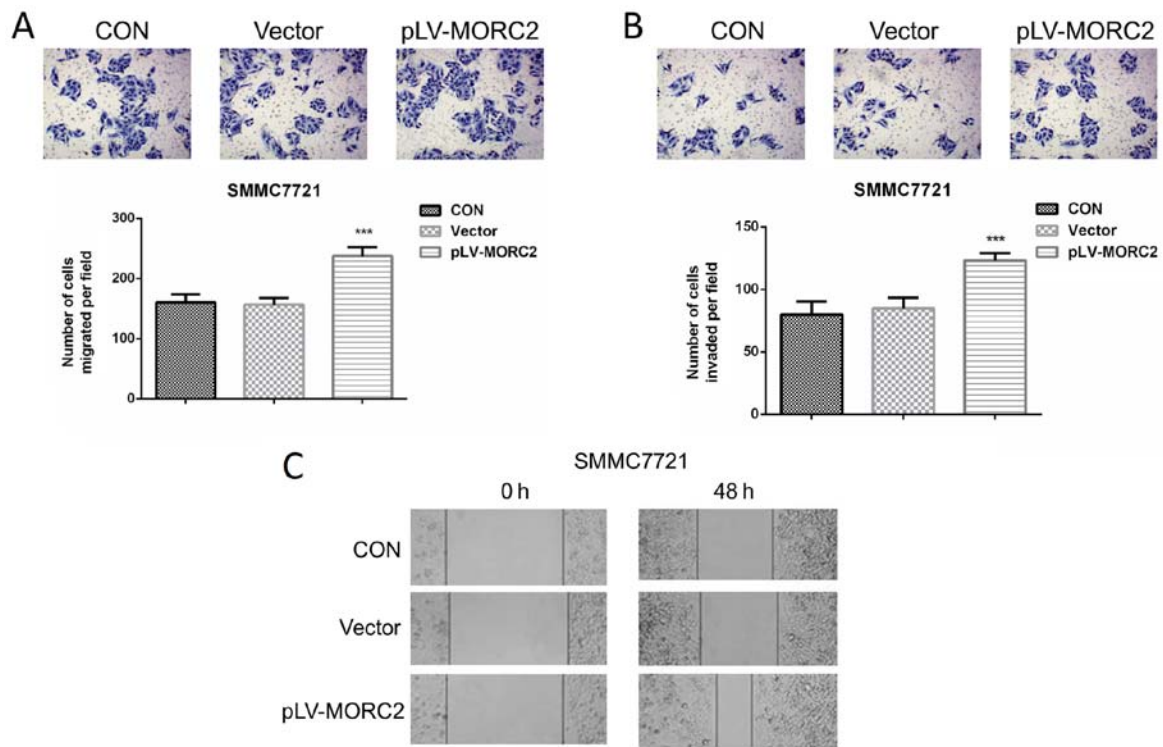 A
CON Vector pLV-MORC2
SMMC7721
Number of cells
migrated per field
300
200
100
0
***
CON
Vector
pLV-MORC2
B
CON Vector pLV-MORC2
SMMC7721
Number of cells
invaded per field
150
100
50
0
***
CON
Vector
pLV-MORC2
C
SMMC7721
0 h 48 h
CON
Vector
pLV-MORC2